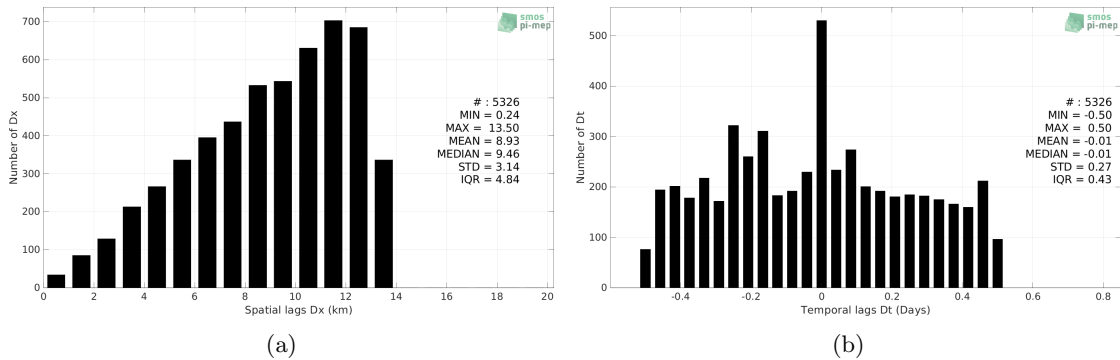 smos
pi-mep
700
600
500
400
300
200
100
0
Number of Dx
# : 5326
MIN = 0.24
MAX = 13.50
MEAN = 8.93
MEDIAN = 9.46
STD = 3.14
IQR = 4.84
0 2 4 6 8 10 12 14 16 18 20
Spatial lags Dx (km)
(a)
smos
pi-mep
500
400
300
200
100
0
Number of Dt
# : 5326
MIN = -0.50
MAX = 0.50
MEAN = -0.01
MEDIAN = -0.01
STD = 0.27
IQR = 0.43
-0.4 -0.2 0 0.2 0.4 0.6 0.8
Temporal lags Dt (Days)
(b)